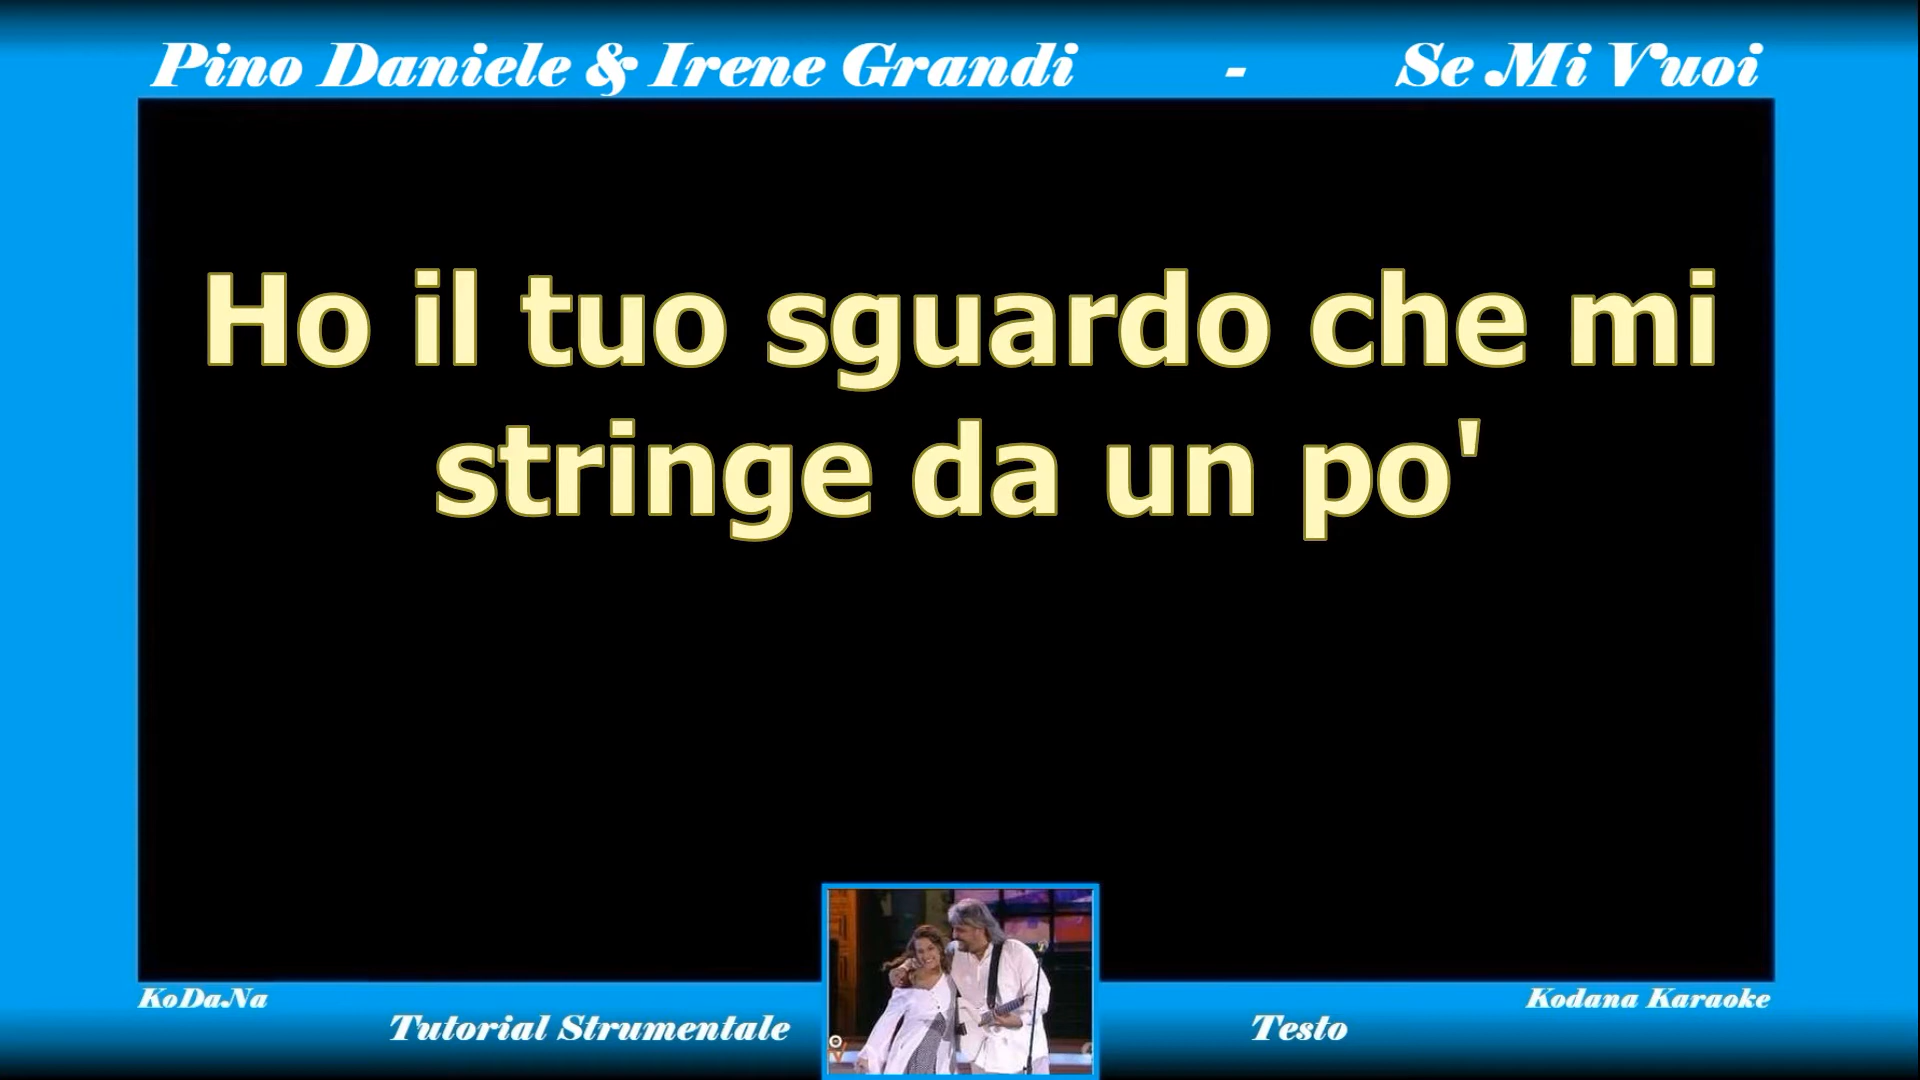 Pino Daniele & Irene Grandi - Se Mi Vuoi
Ho il tuo sguardo che mi
stringe da un po'
KoDaNa
Kodana Karaoke
Tutorial Strumentale
Testo